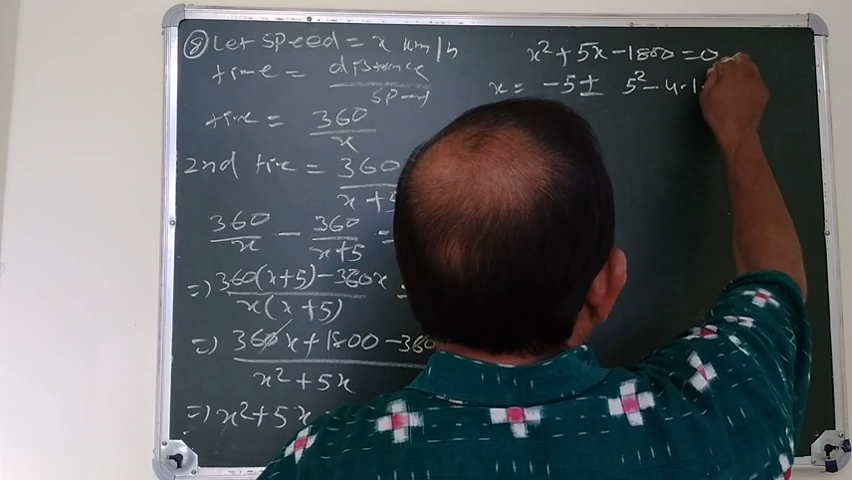 ⑧ Let speed = x km/h
time = distance / speed
time = 360/x
2nd time = 360/x+5
360/x − 360/x+5 =
=> 360(x+5) − 360x / x(x+5) =
=> 360x + 1800 − 360 / x² + 5x
=> x² + 5x
x² + 5x − 1800 = 0
x = −5 ± 5² − 4·1